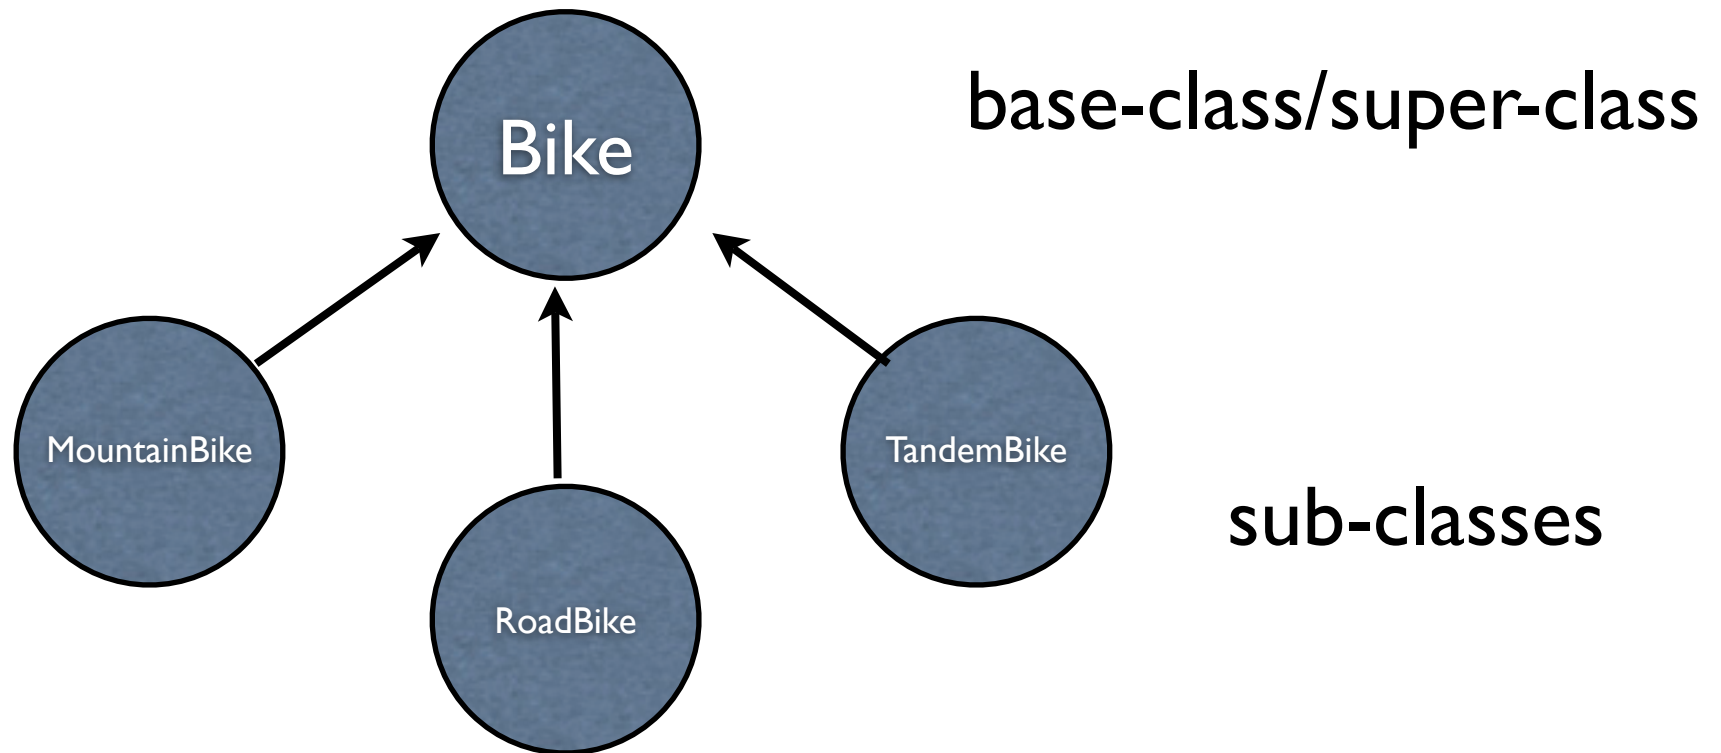 Bike
base-class/super-class
MountainBike
TandemBike
sub-classes
RoadBike